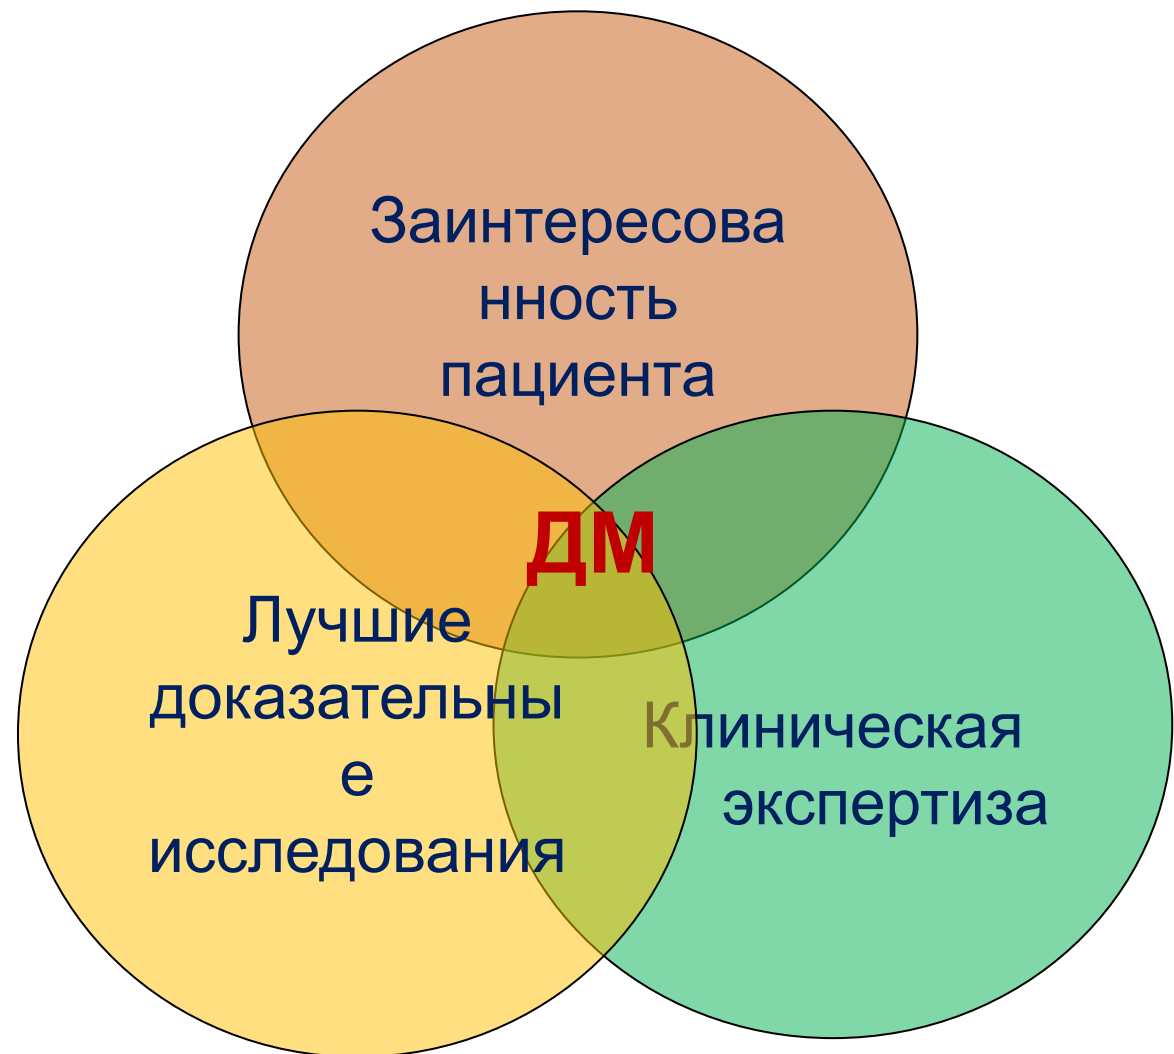 Заинтересова
нность
пациента
ДМ
Лучшие
доказательны
е
исследования
Клиническая
экспертиза